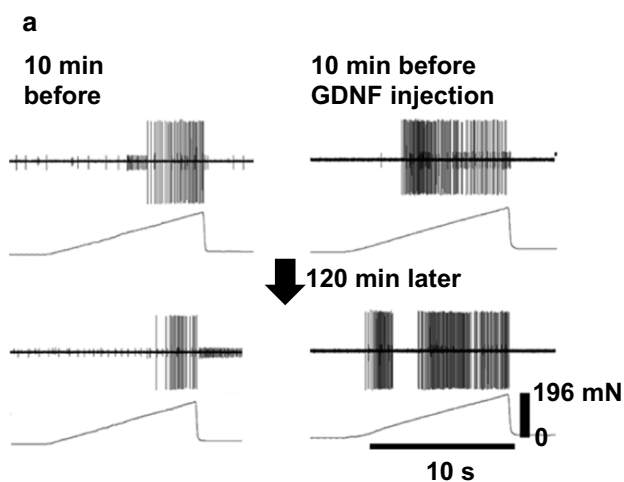 a
10 min
before
10 min before
GDNF injection
120 min later
196 mN
0
10 s